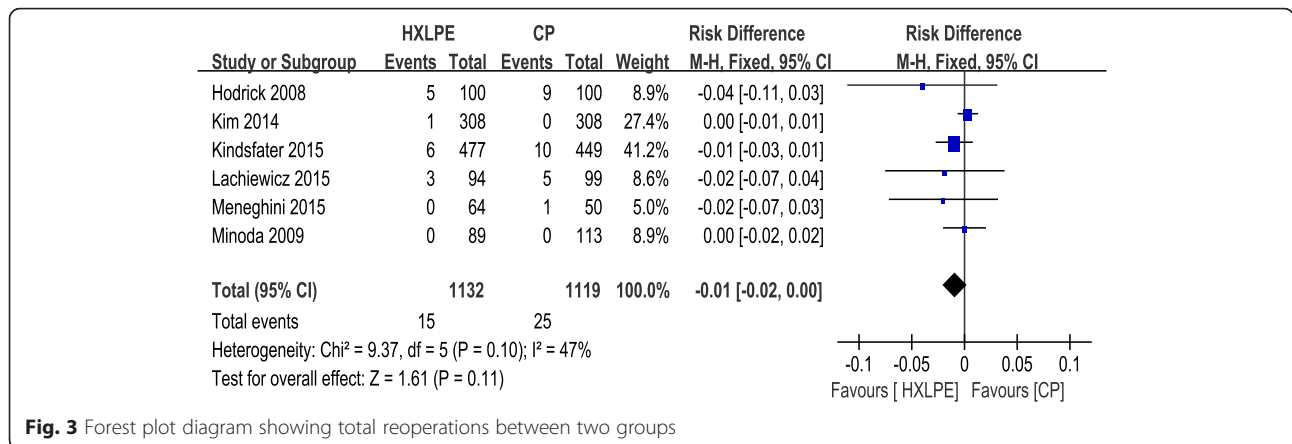 HXLPE CP Risk Difference Risk Difference
Study or Subgroup Events Total Events Total Weight M-H, Fixed, 95% CI M-H, Fixed, 95% CI
Hodrick 2008 5 100 9 100 8.9% -0.04 [-0.11, 0.03]
Kim 2014 1 308 0 308 27.4% 0.00 [-0.01, 0.01]
Kindsfater 2015 6 477 10 449 41.2% -0.01 [-0.03, 0.01]
Lachiewicz 2015 3 94 5 99 8.6% -0.02 [-0.07, 0.04]
Meneghini 2015 0 64 1 50 5.0% -0.02 [-0.07, 0.03]
Minoda 2009 0 89 0 113 8.9% 0.00 [-0.02, 0.02]
Total (95% CI) 1132 1119 100.0% -0.01 [-0.02, 0.00]
Total events 15 25
Heterogeneity: Chi² = 9.37, df = 5 (P = 0.10); I² = 47%
Test for overall effect: Z = 1.61 (P = 0.11)
-0.1 -0.05 0 0.05 0.1
Favours [ HXLPE] Favours [CP]
Fig. 3 Forest plot diagram showing total reoperations between two groups